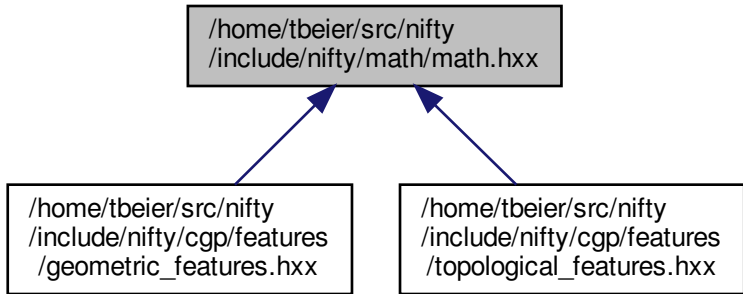 /home/tbeier/src/nifty
/include/nifty/math/math.hxx
/home/tbeier/src/nifty
/include/nifty/cgp/features
/geometric_features.hxx
/home/tbeier/src/nifty
/include/nifty/cgp/features
/topological_features.hxx